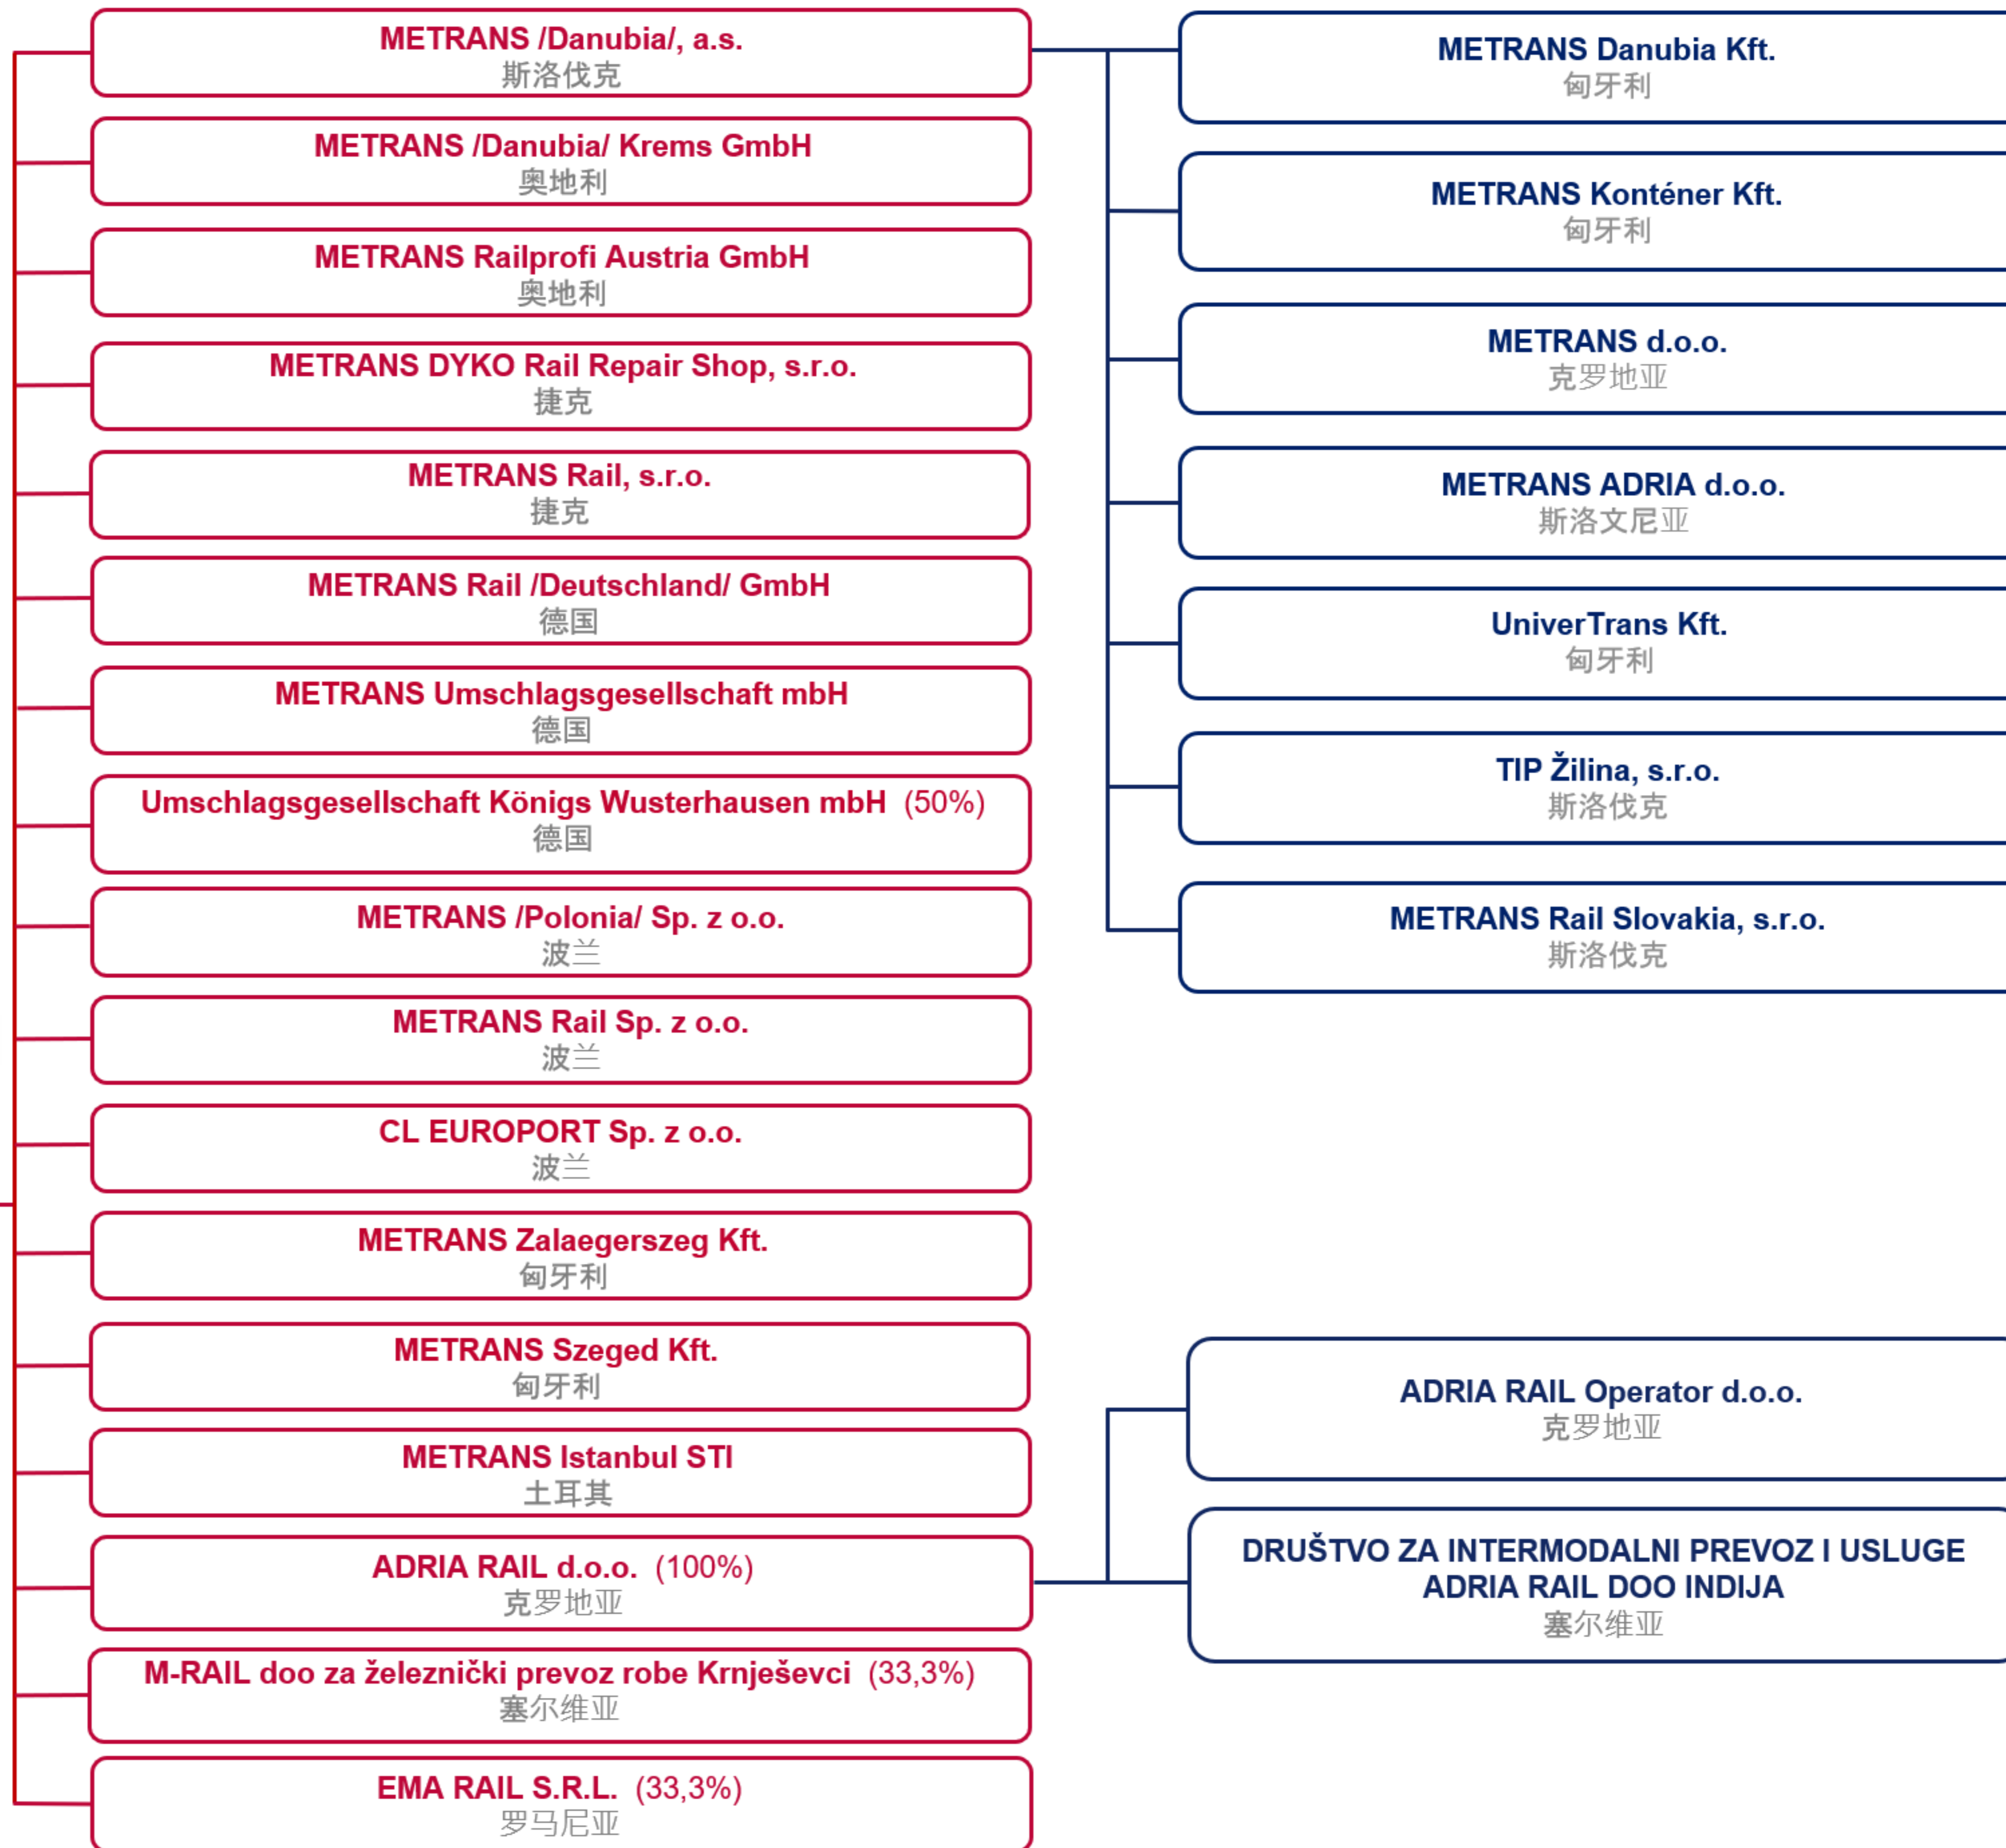 METRANS /Danubia/, a.s.
斯洛伐克
METRANS /Danubia/ Krems GmbH
奥地利
METRANS Railprofi Austria GmbH
奥地利
METRANS DYKO Rail Repair Shop, s.r.o.
捷克
METRANS Rail, s.r.o.
捷克
METRANS Rail /Deutschland/ GmbH
德国
METRANS Umschlagsgesellschaft mbH
德国
Umschlagsgesellschaft Königs Wusterhausen mbH (50%)
德国
METRANS /Polonia/ Sp. z o.o.
波兰
METRANS Rail Sp. z o.o.
波兰
CL EUROPORT Sp. z o.o.
波兰
METRANS Zalaegerszeg Kft.
匈牙利
METRANS Szeged Kft.
匈牙利
METRANS Istanbul STI
土耳其
ADRIA RAIL d.o.o. (100%)
克罗地亚
M-RAIL doo za železnički prevoz robe Krnješevci (33,3%)
塞尔维亚
EMA RAIL S.R.L. (33,3%)
罗马尼亚
METRANS Danubia Kft.
匈牙利
METRANS Konténer Kft.
匈牙利
METRANS d.o.o.
克罗地亚
METRANS ADRIA d.o.o.
斯洛文尼亚
UniverTrans Kft.
匈牙利
TIP Žilina, s.r.o.
斯洛伐克
METRANS Rail Slovakia, s.r.o.
斯洛伐克
ADRIA RAIL Operator d.o.o.
克罗地亚
DRUŠTVO ZA INTERMODALNI PREVOZ I USLUGE
ADRIA RAIL DOO INDIJA
塞尔维亚